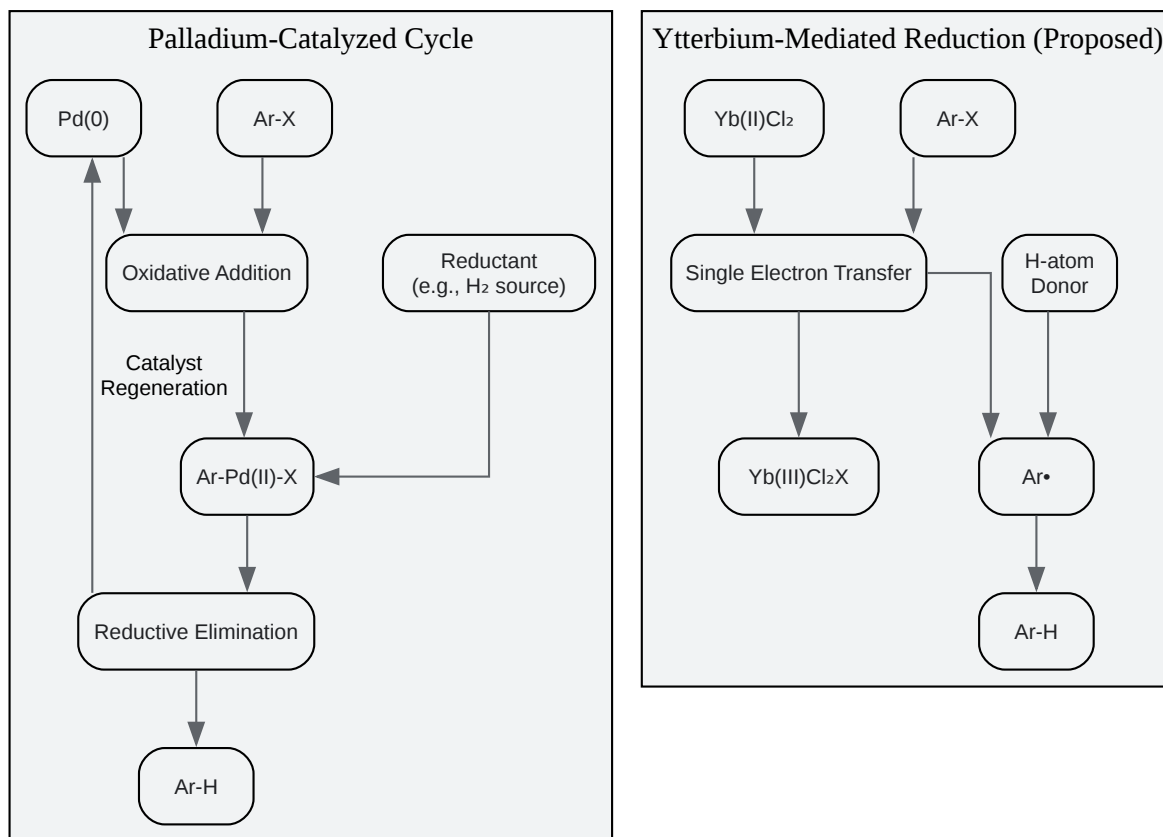 Palladium-Catalyzed Cycle
Pd(0)
Ar-X
Oxidative Addition
Reductant
(e.g., H₂ source)
Catalyst
Regeneration
Ar-Pd(II)-X
Reductive Elimination
Ar-H
Ytterbium-Mediated Reduction (Proposed)
Yb(II)Cl₂
Ar-X
Single Electron Transfer
H-atom
Donor
Yb(III)Cl₂X
Ar•
Ar-H